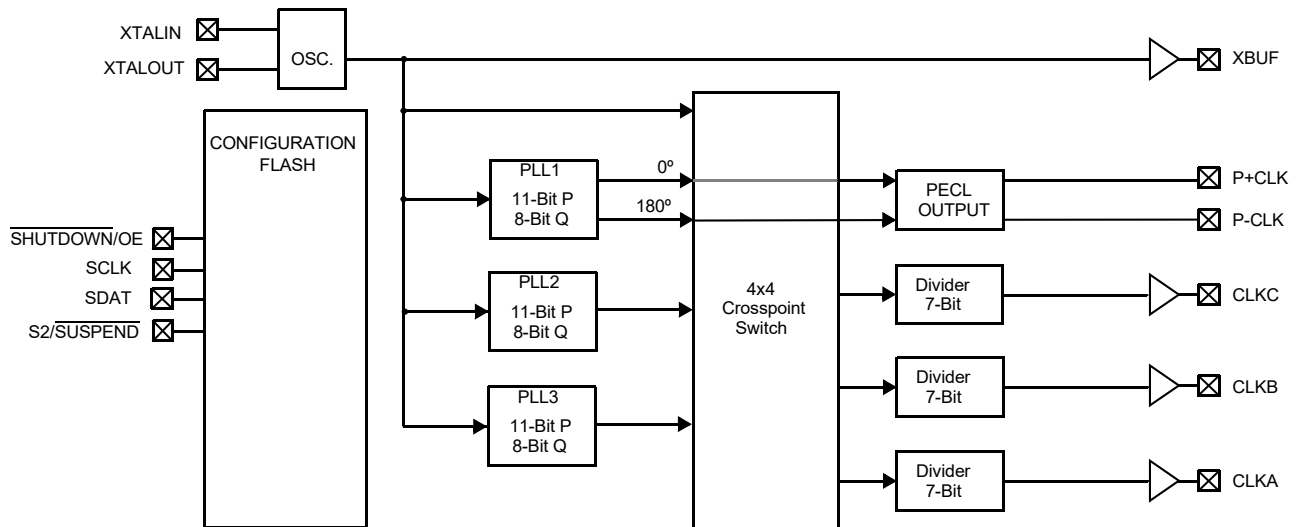 XTALIN
XTALOUT
OSC.
XBUF
CONFIGURATION
FLASH
SHUTDOWN/OE
SCLK
SDAT
S2/SUSPEND
PLL1
11-Bit P
8-Bit Q
0º
180º
PLL2
11-Bit P
8-Bit Q
PLL3
11-Bit P
8-Bit Q
4x4
Crosspoint
Switch
PECL
OUTPUT
P+CLK
P-CLK
Divider
7-Bit
CLKC
Divider
7-Bit
CLKB
Divider
7-Bit
CLKA